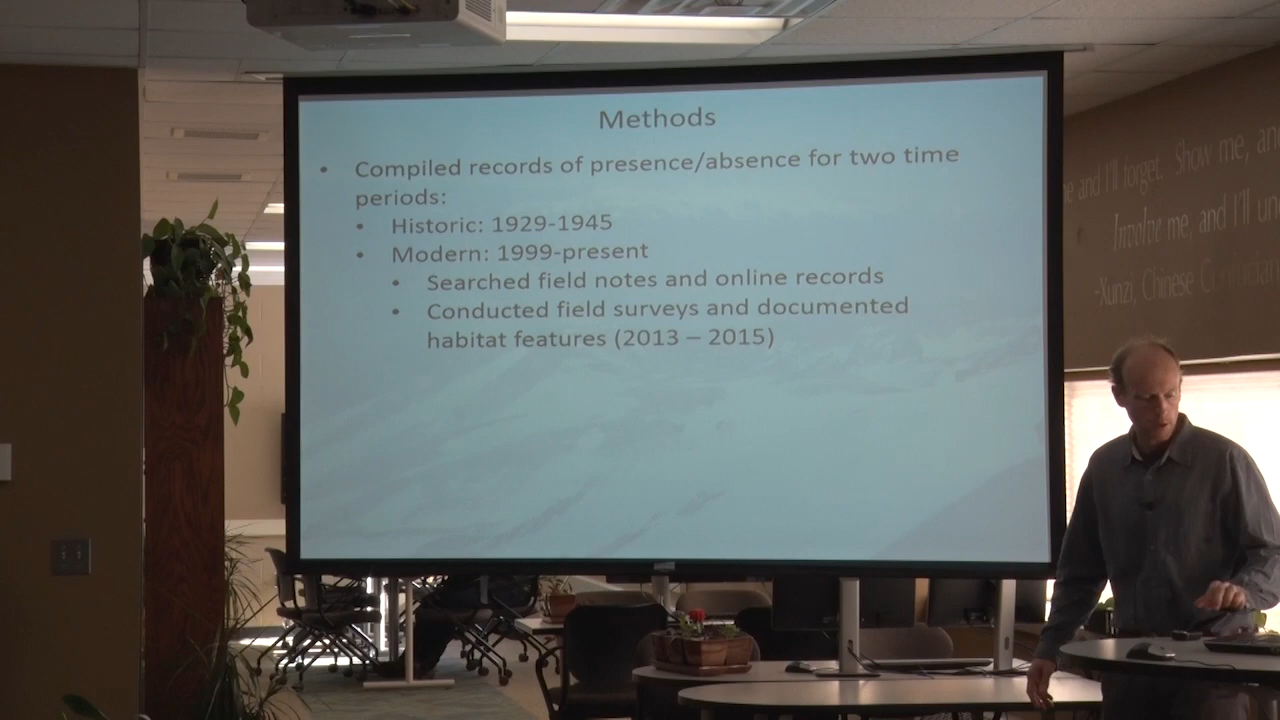 Methods
• Compiled records of presence/absence for two time
periods:
• Historic: 1929-1945
• Modern: 1999-present
• Searched field notes and online records
• Conducted field surveys and documented
habitat features (2013 – 2015)
me and I'll forget. Show me, and
Involve me, and I'll un
-Xunzi, Chinese Confucian